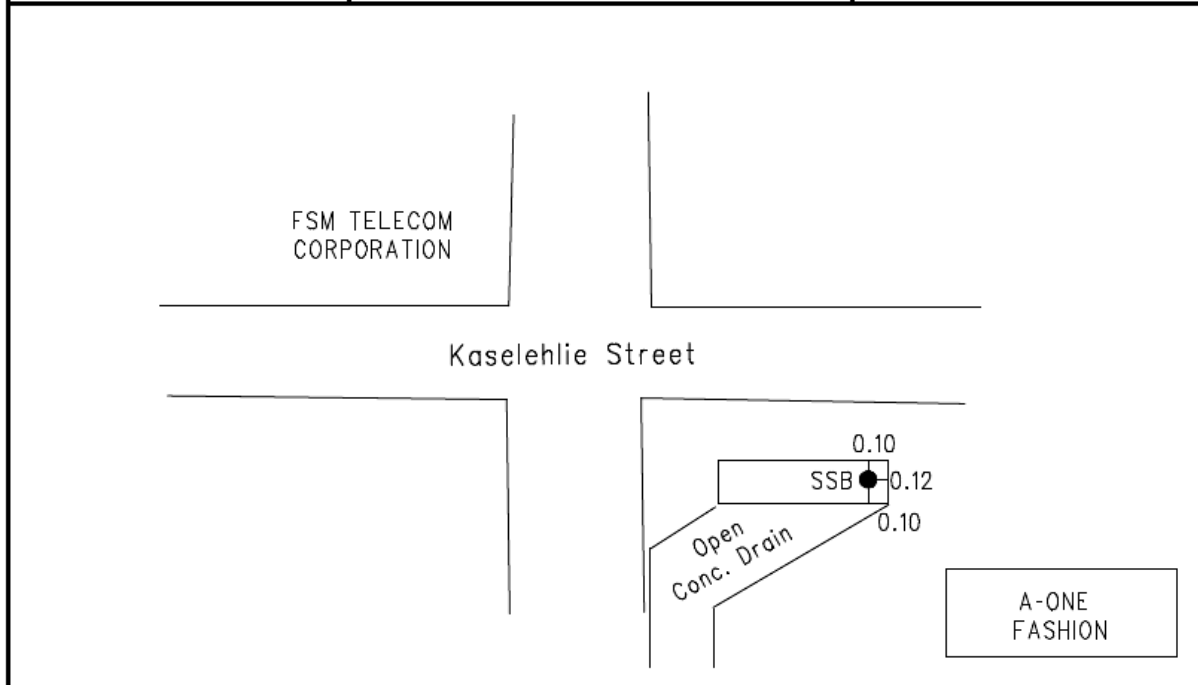 FSM TELECOM
CORPORATION
Kaselehlie Street
0.10
SSB
0.12
0.10
Open
Conc. Drain
A-ONE
FASHION